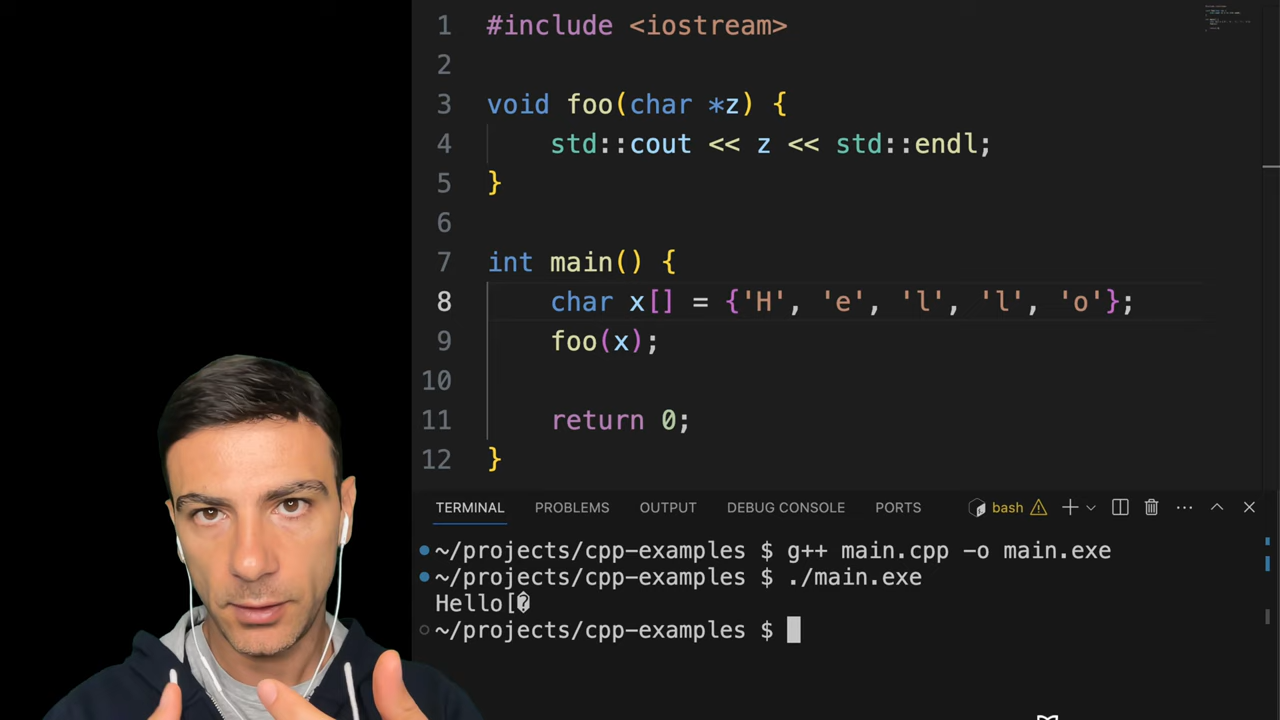 1 #include <iostream>
2
3 void foo(char *z) {
4 std::cout << z << std::endl;
5 }
6
7 int main() {
8 char x[] = {'H', 'e', 'l', 'l', 'o'};
9 foo(x);
10
11 return 0;
12 }
TERMINAL PROBLEMS OUTPUT DEBUG CONSOLE PORTS bash
~/projects/cpp-examples $ g++ main.cpp -o main.exe
~/projects/cpp-examples $ ./main.exe
Hello[�
~/projects/cpp-examples $